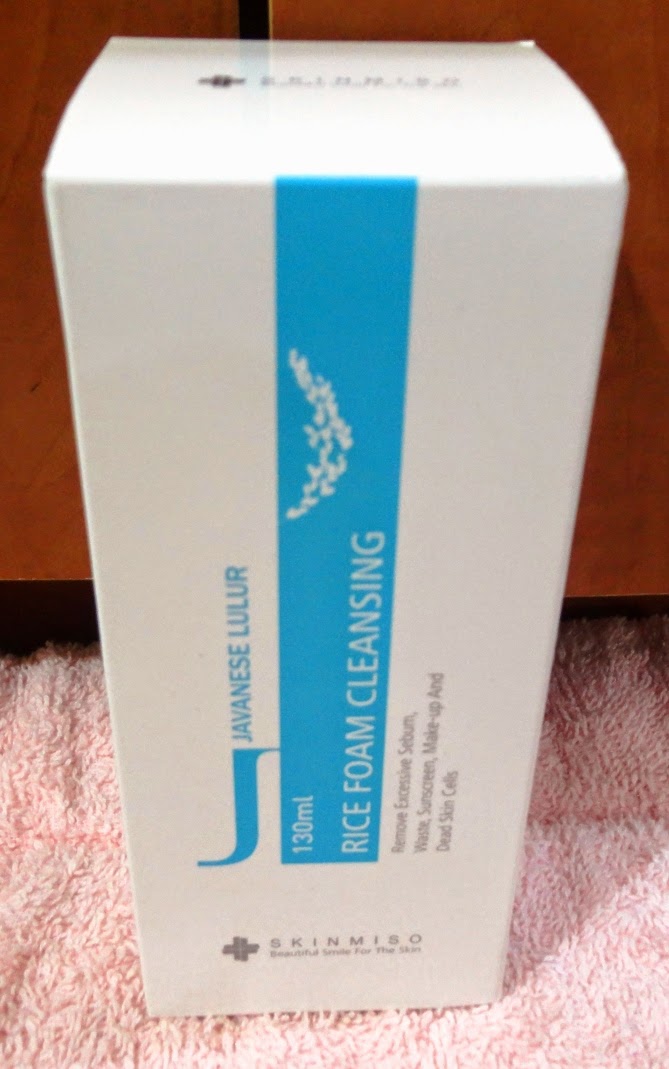 SKINMISO
JAVANESE LULUR
130ml
RICE FOAM CLEANSING
Remove Excessive Sebum,
Waste, Sunscreen, Make-up And
Dead Skin Cells
SKINMISO
Beautiful Smile For The Skin